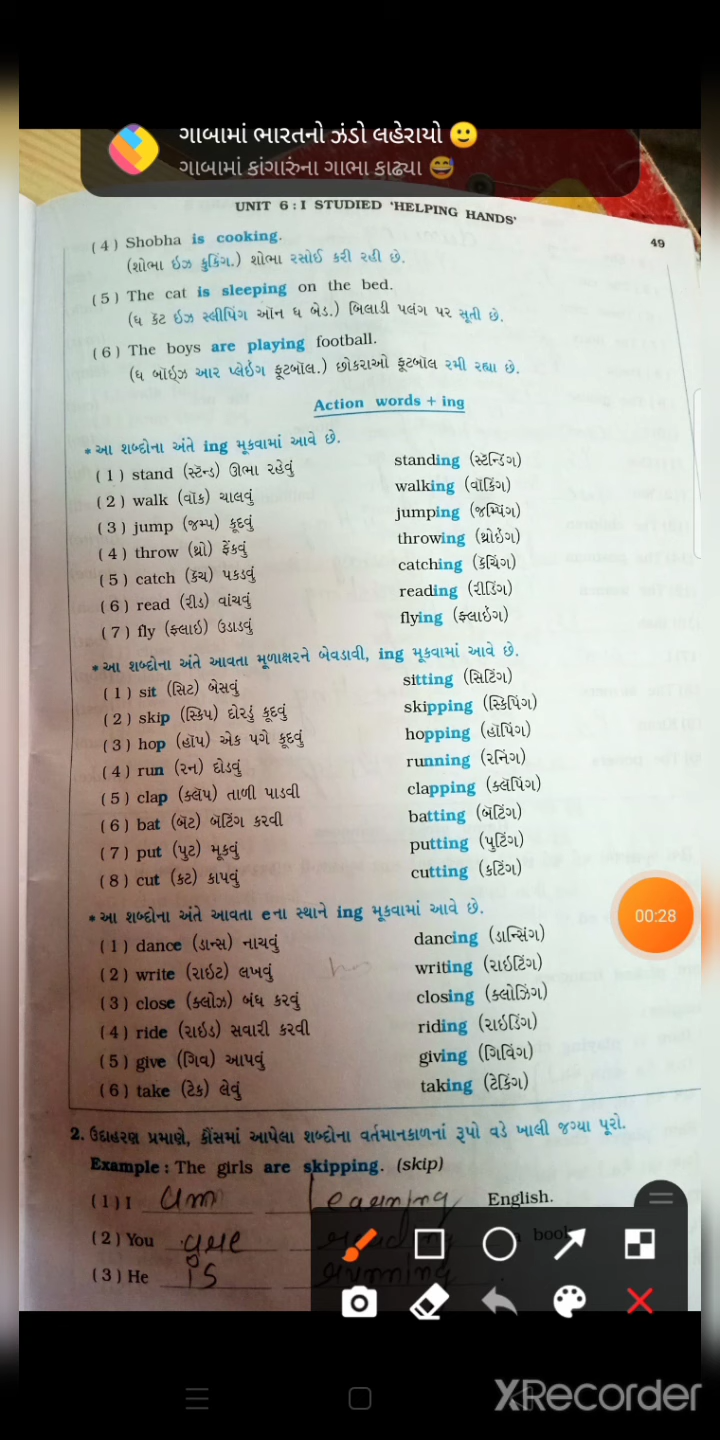 ગાબામાં ભારતનો ઝંડો લહેરાયો 🙂
ગાબામાં કાંગારુંના ગાભા કાઢ્યા 😅
UNIT 6 : I STUDIED 'HELPING HANDS'
49
( 4 ) Shobha is cooking.
(શોભા ઇઝ કુકિંગ.) શોભા રસોઈ કરી રહી છે.
( 5 ) The cat is sleeping on the bed.
(ધ કૅટ ઇઝ સ્લીપિંગ ઑન ધ બેડ.) બિલાડી પલંગ પર સૂતી છે.
( 6 ) The boys are playing football.
(ધ બૉઇઝ આર પ્લેઇંગ ફૂટબૉલ.) છોકરાઓ ફૂટબૉલ રમી રહ્યા છે.
Action words + ing
• આ શબ્દોના અંતે ing મૂકવામાં આવે છે.
( 1 ) stand (સ્ટૅન્ડ) ઊભા રહેવું standing (સ્ટૅન્ડિંગ)
( 2 ) walk (વૉક) ચાલવું walking (વૉકિંગ)
( 3 ) jump (જમ્પ) કૂદવું jumping (જમ્પિંગ)
( 4 ) throw (થ્રો) ફેંકવું throwing (થ્રોઇંગ)
( 5 ) catch (કૅચ) પકડવું catching (કૅચિંગ)
( 6 ) read (રીડ) વાંચવું reading (રીડિંગ)
( 7 ) fly (ફ્લાઇ) ઉડાડવું flying (ફ્લાઇંગ)
• આ શબ્દોના અંતે આવતા મૂળાક્ષરને બેવડાવી, ing મૂકવામાં આવે છે.
( 1 ) sit (સિટ) બેસવું sitting (સિટિંગ)
( 2 ) skip (સ્કિપ) દોરડું કૂદવું skipping (સ્કિપિંગ)
( 3 ) hop (હૉપ) એક પગે કૂદવું hopping (હૉપિંગ)
( 4 ) run (રન) દોડવું running (રનિંગ)
( 5 ) clap (ક્લૅપ) તાળી પાડવી clapping (ક્લૅપિંગ)
( 6 ) bat (બૅટ) બૅટિંગ કરવી batting (બૅટિંગ)
( 7 ) put (પુટ) મૂકવું putting (પુટિંગ)
( 8 ) cut (કટ) કાપવું cutting (કટિંગ)
• આ શબ્દોના અંતે આવતા eના સ્થાને ing મૂકવામાં આવે છે.
00:28
( 1 ) dance (ડાન્સ) નાચવું dancing (ડાન્સિંગ)
( 2 ) write (રાઇટ) લખવું writing (રાઇટિંગ)
( 3 ) close (ક્લોઝ) બંધ કરવું closing (ક્લોઝિંગ)
( 4 ) ride (રાઇડ) સવારી કરવી riding (રાઇડિંગ)
( 5 ) give (ગિવ) આપવું giving (ગિવિંગ)
( 6 ) take (ટેક) લેવું taking (ટેકિંગ)
2. ઉદાહરણ પ્રમાણે, કૌંસમાં આપેલા શબ્દોના વર્તમાનકાળનાં રૂપો વડે ખાલી જગ્યા પૂરો.
Example : The girls are skipping. (skip)
( 1 ) I am learning English.
( 2 ) You book
( 3 ) He is running
XRecorder